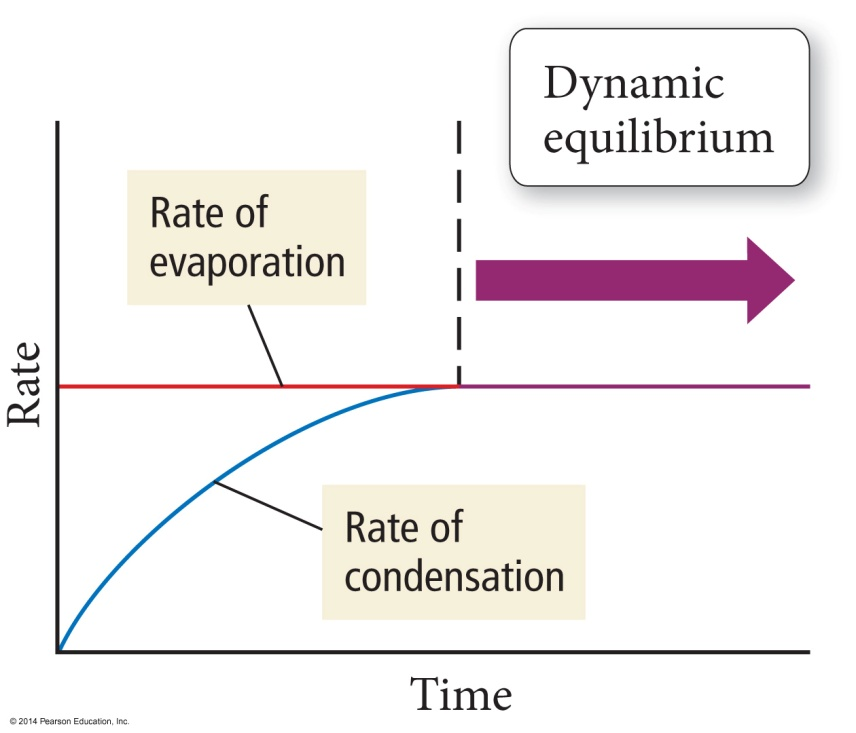 Dynamic
equilibrium
Rate of
evaporation
Rate
Rate of
condensation
Time
© 2014 Pearson Education, Inc.